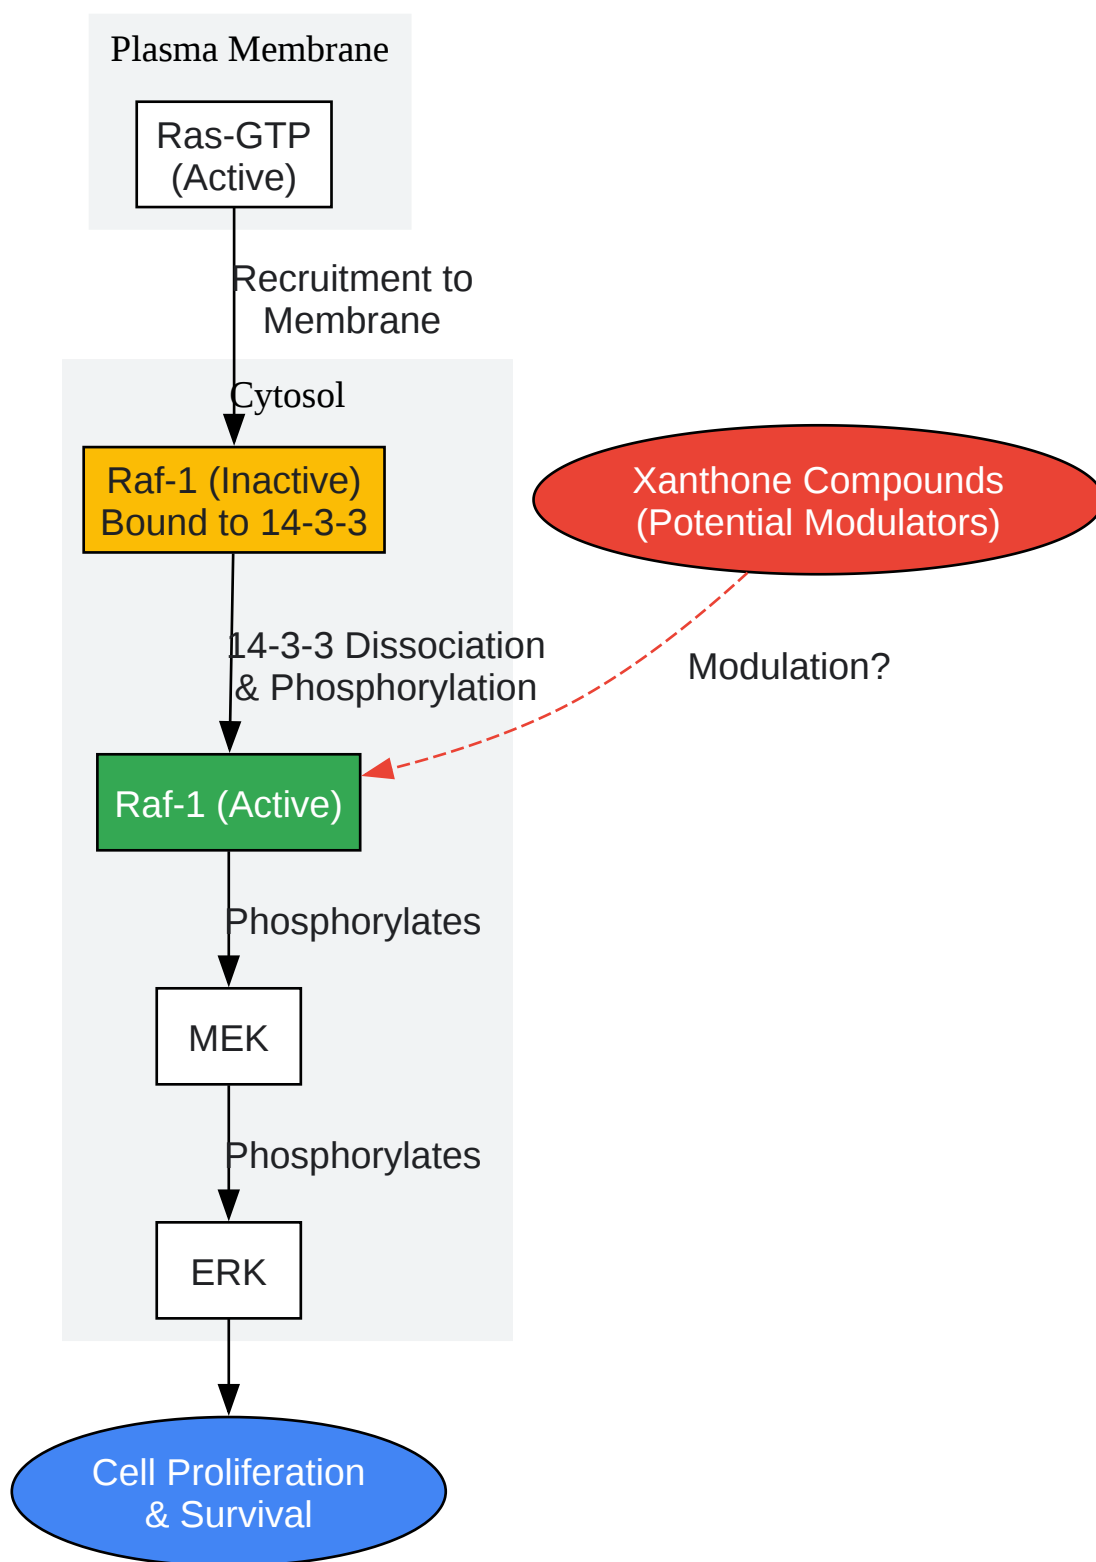 Plasma Membrane
Ras-GTP
(Active)
Recruitment to
Membrane
Cytosol
Raf-1 (Inactive)
Bound to 14-3-3
Xanthone Compounds
(Potential Modulators)
14-3-3 Dissociation
& Phosphorylation
Modulation?
Raf-1 (Active)
Phosphorylates
MEK
Phosphorylates
ERK
Cell Proliferation
& Survival